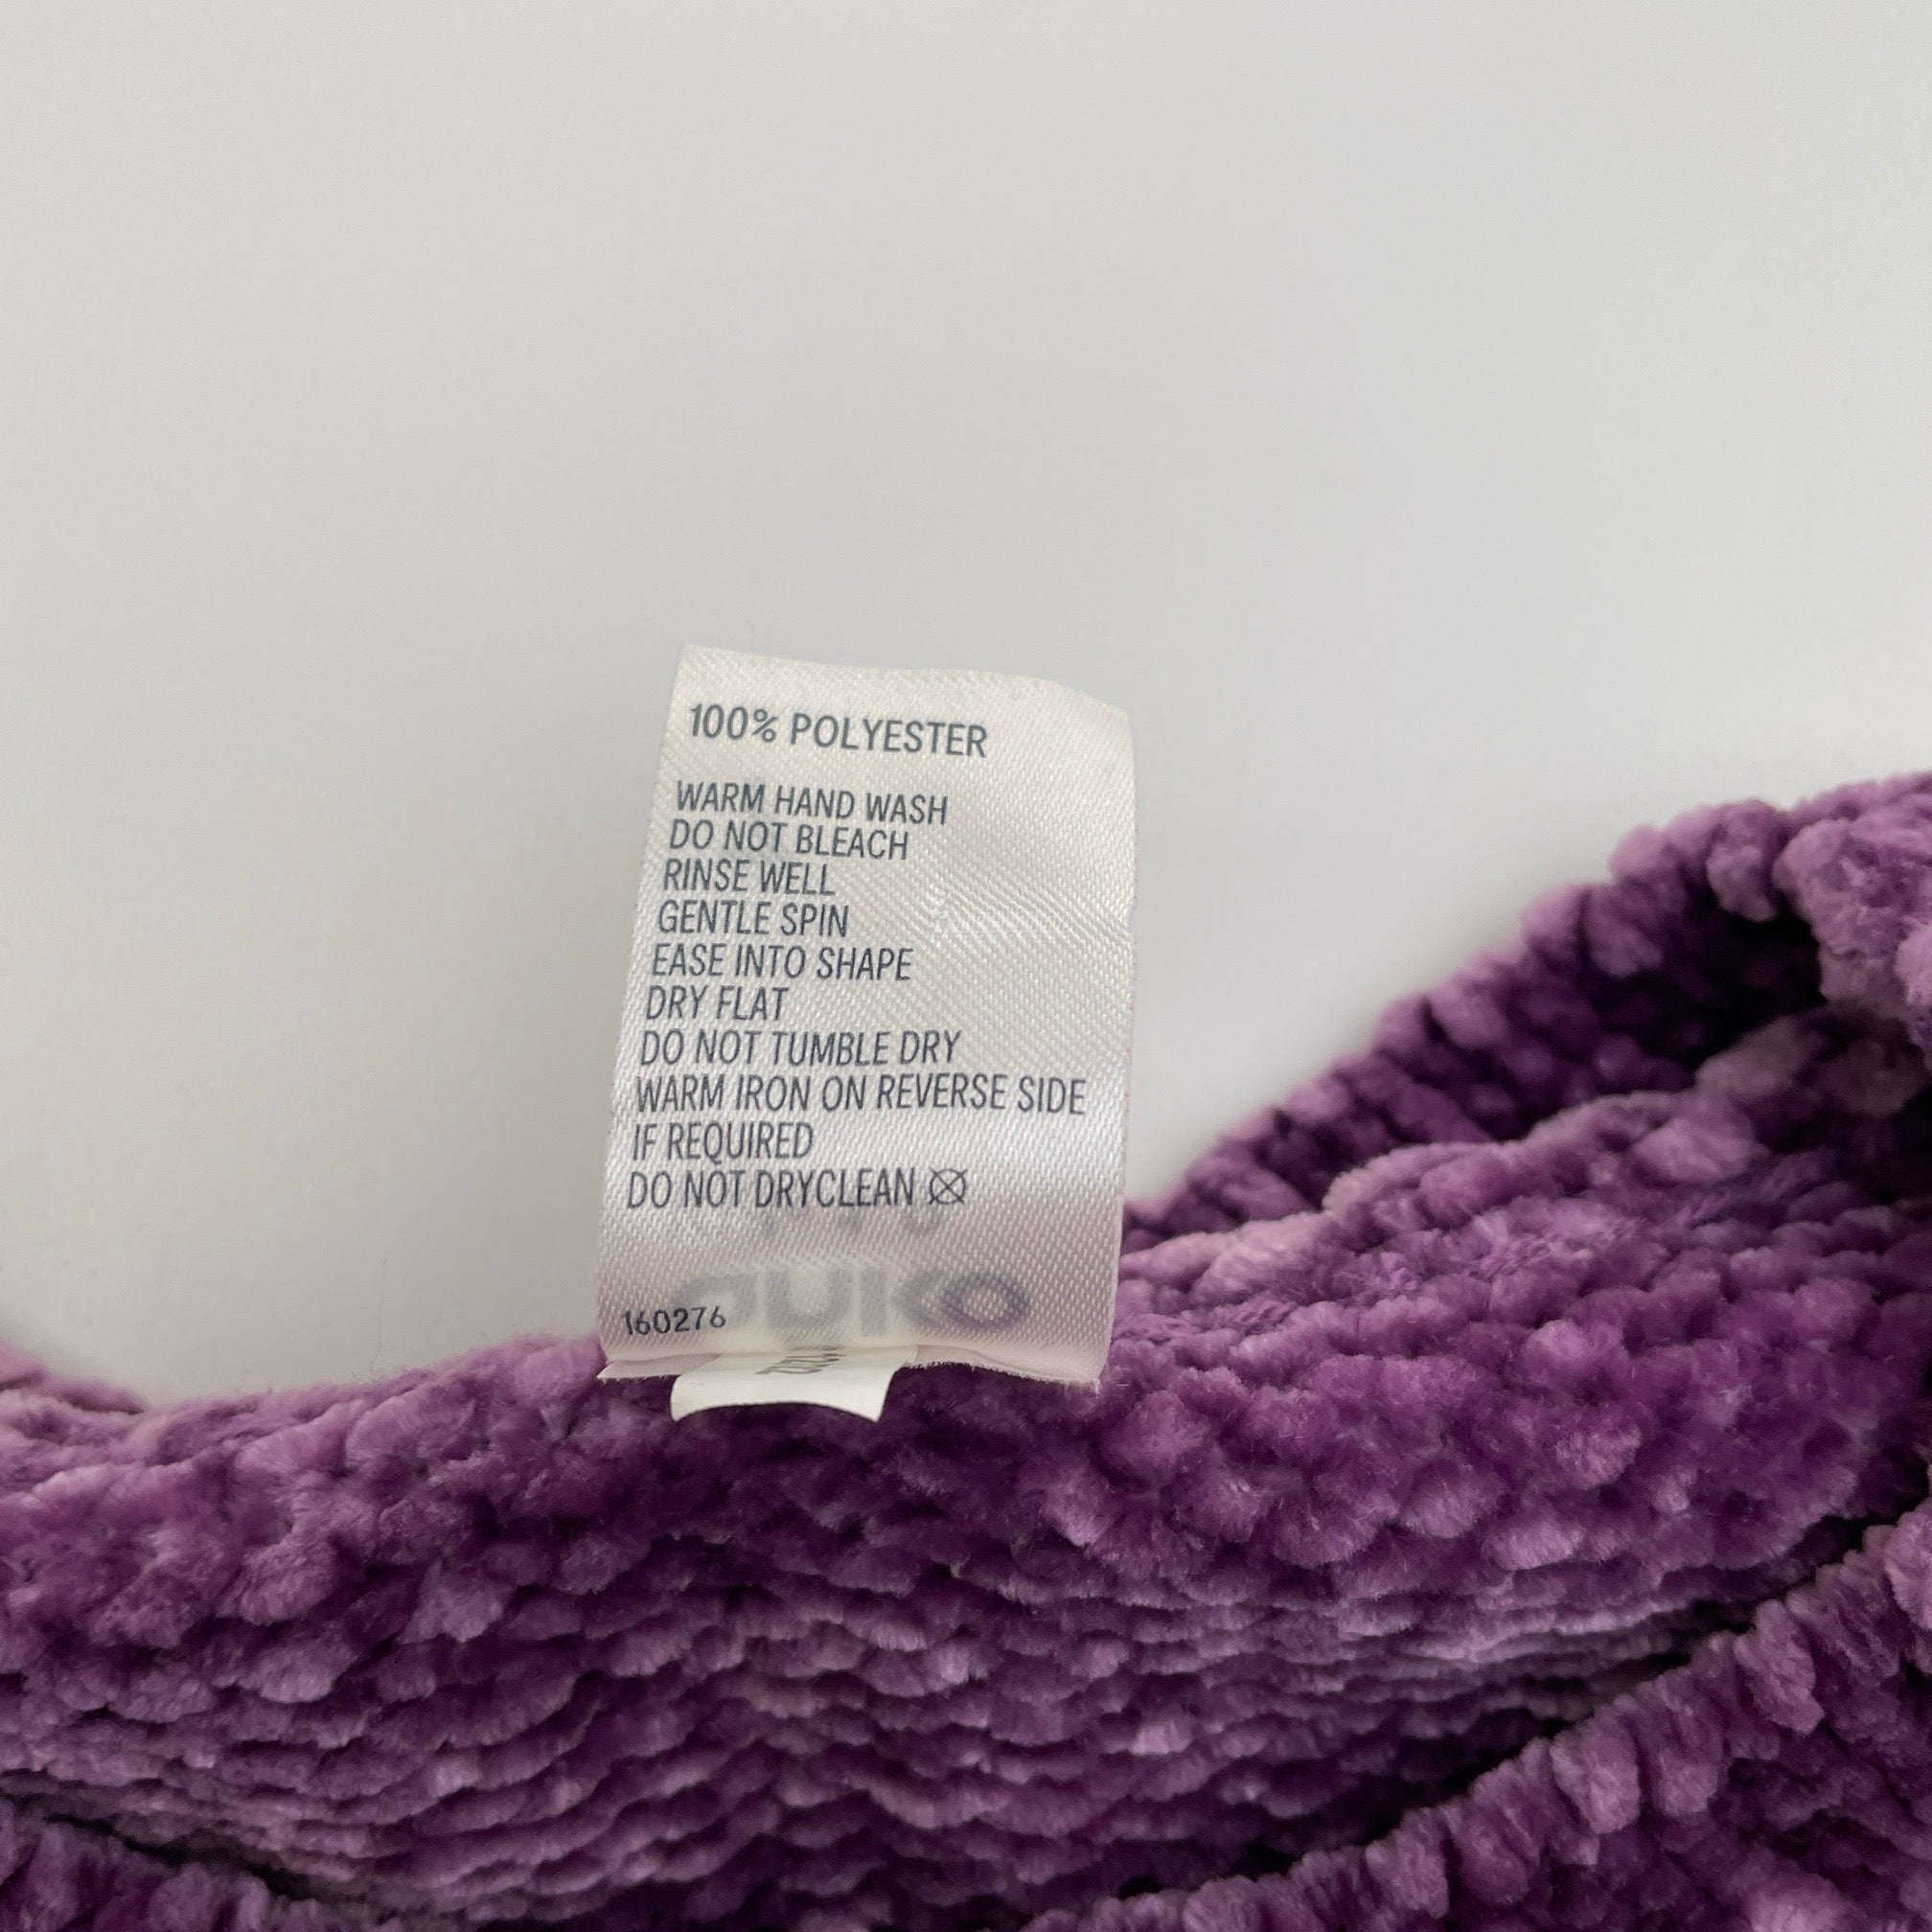 100% POLYESTER
WARM HAND WASH
DO NOT BLEACH
RINSE WELL
GENTLE SPIN
EASE INTO SHAPE
DRY FLAT
DO NOT TUMBLE DRY
WARM IRON ON REVERSE SIDE
IF REQUIRED
DO NOT DRYCLEAN
160276